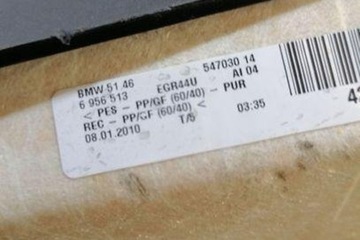 BMW 51.46 547030 14
6 956 513 EGR44U AI 04
< PES - PP/GF (60/40) - PUR
REC - PP/GF (60/40) <
08.01.2010 T/5 03:35